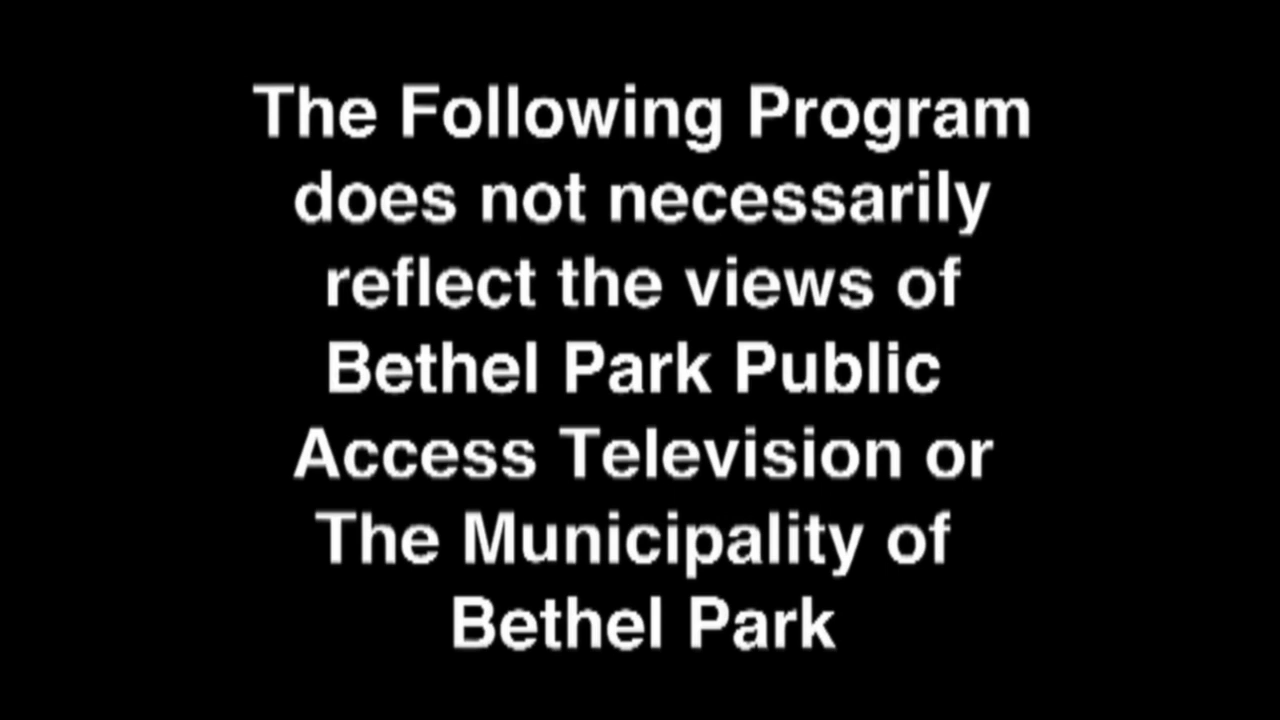 The Following Program
does not necessarily
reflect the views of
Bethel Park Public
Access Television or
The Municipality of
Bethel Park